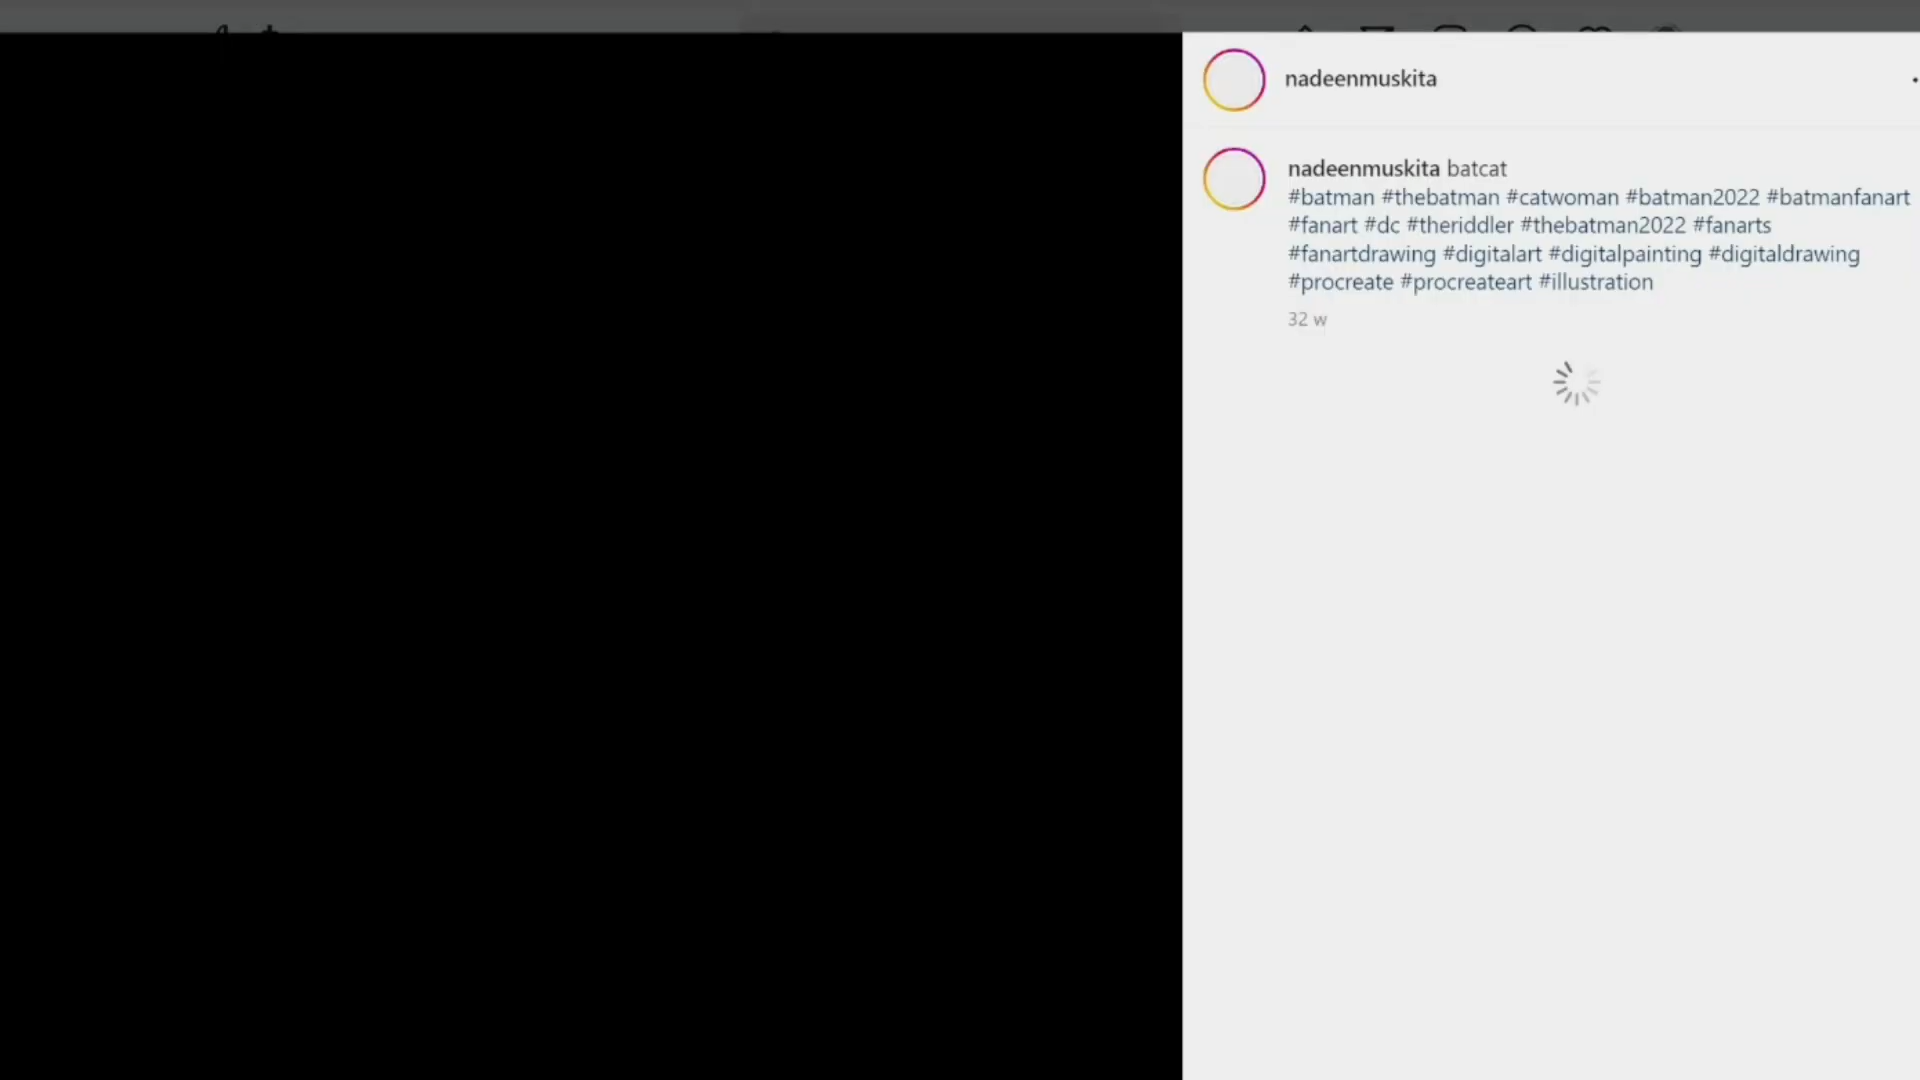 nadeenmuskita
nadeenmuskita batcat
#batman #thebatman #catwoman #batman2022 #batmanfanart
#fanart #dc #theriddler #thebatman2022 #fanarts
#fanartdrawing #digitalart #digitalpainting #digitaldrawing
#procreate #procreateart #illustration
32 w